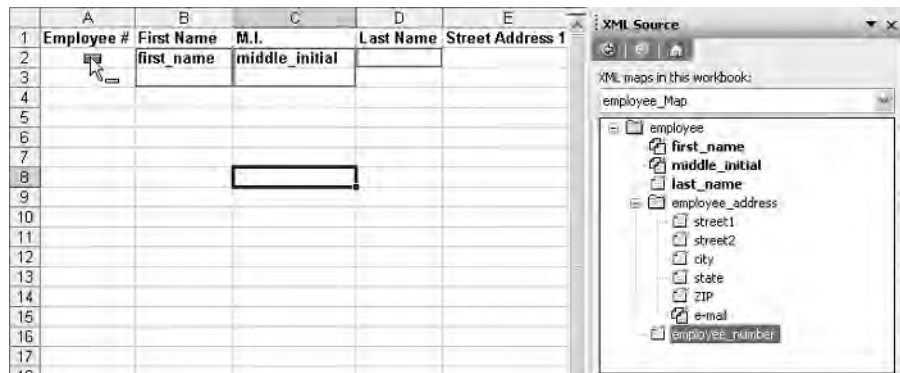 A B C D E
1 Employee # First Name M.I. Last Name Street Address 1
2 first_name middle_initial
3
4
5
6
7
8
9
10
11
12
13
14
15
16
17
XML Source
XML maps in this workbook:
employee_Map
employee
first_name
middle_initial
last_name
employee_address
street1
street2
city
state
ZIP
e-mail
employee_number